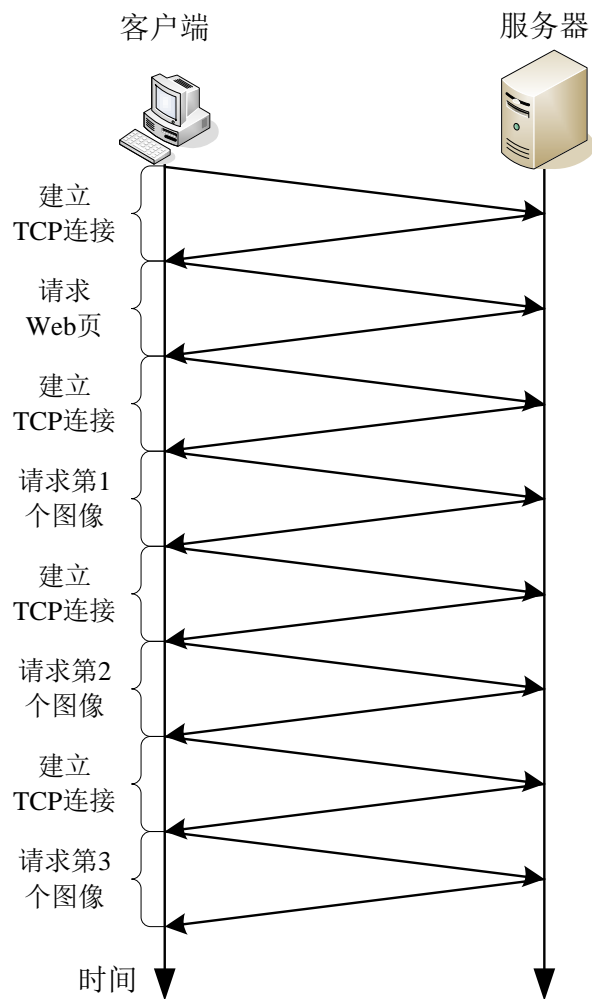 客户端
服务器
建立
TCP连接
请求
Web页
建立
TCP连接
请求第1
个图像
建立
TCP连接
请求第2
个图像
建立
TCP连接
请求第3
个图像
时间